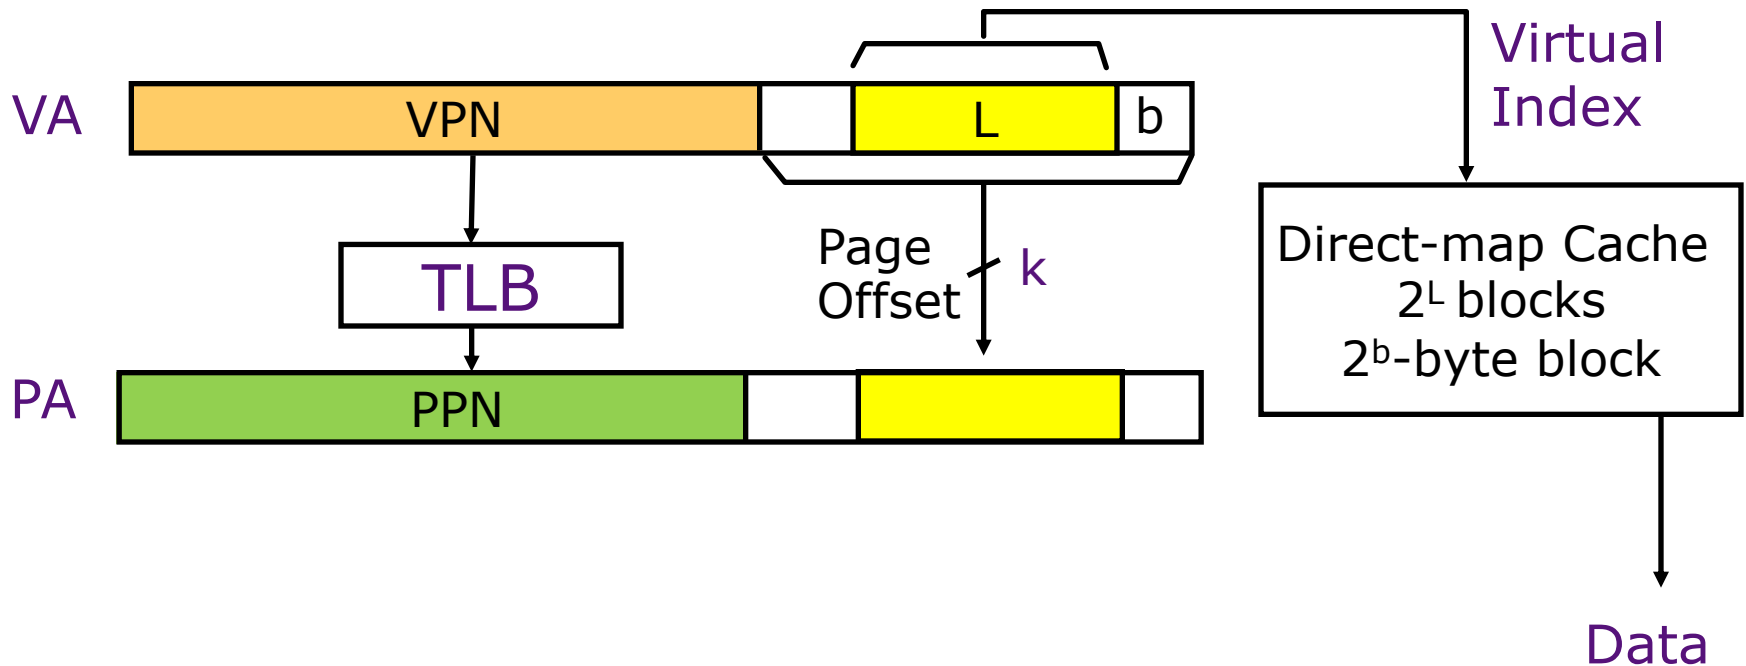 Virtual
Index
VA
VPN
L
b
TLB
Page
Offset
k
Direct-map Cache
2ᴸ blocks
2ᵇ-byte block
PA
PPN
Data